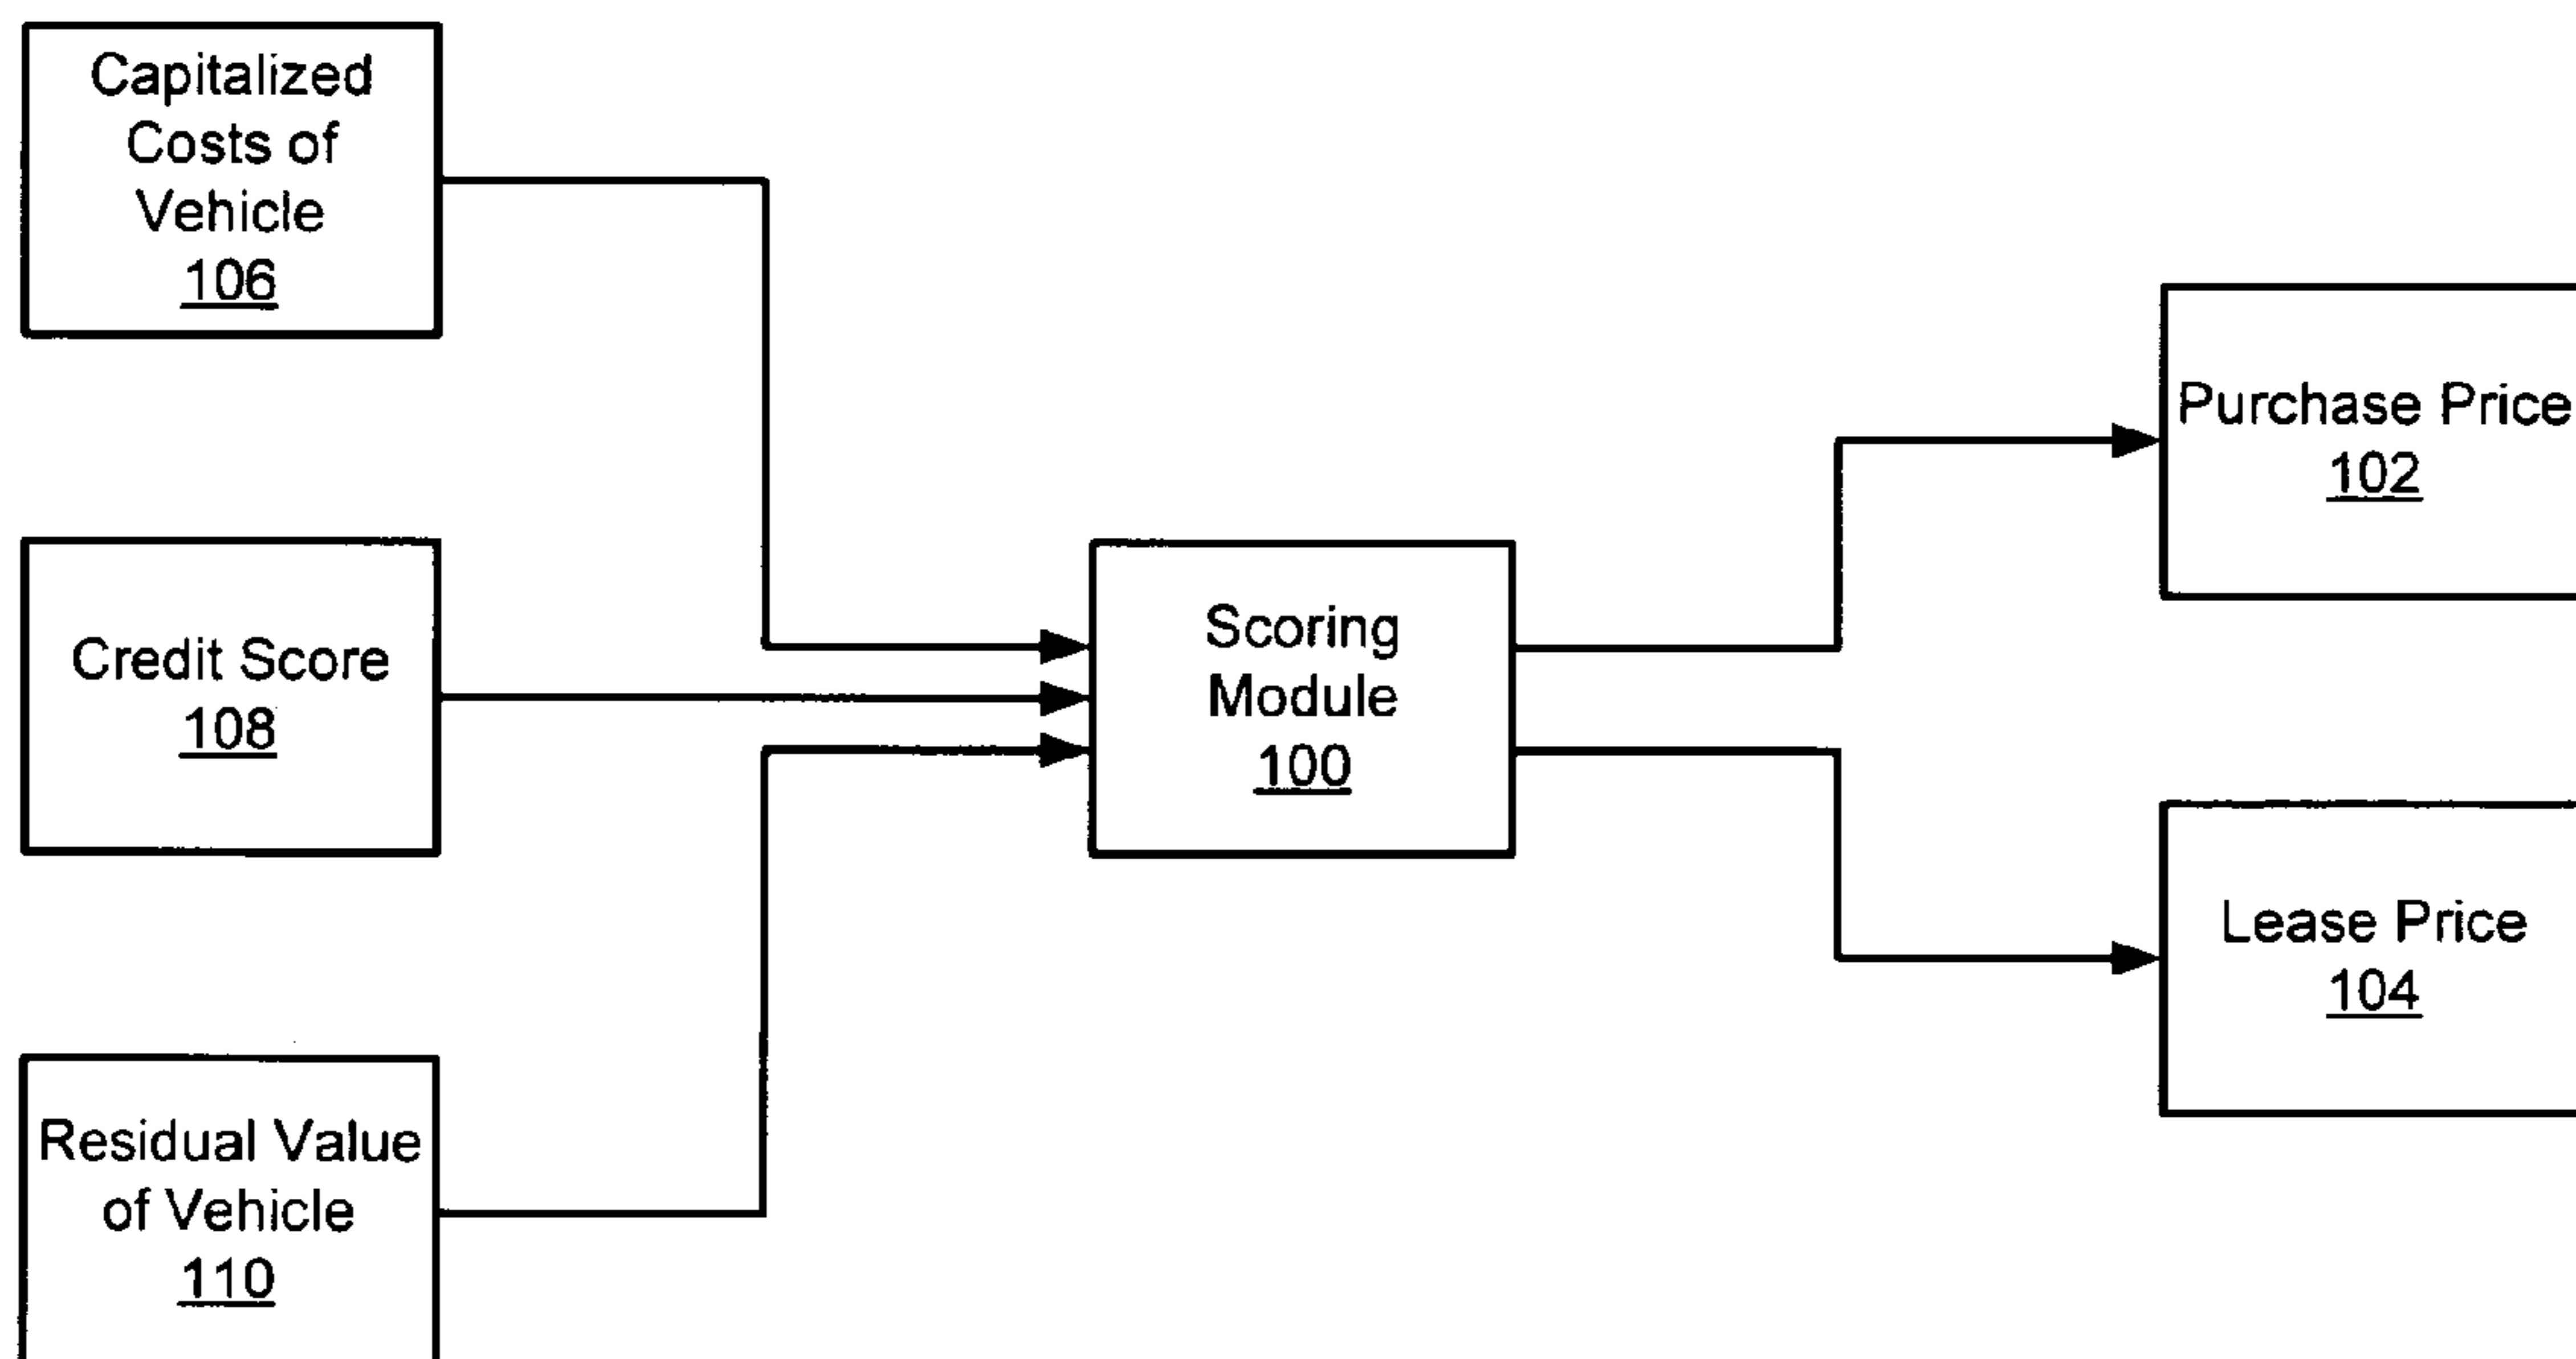 Capitalized
Costs of
Vehicle
106
Credit Score
108
Residual Value
of Vehicle
110
Scoring
Module
100
Purchase Price
102
Lease Price
104